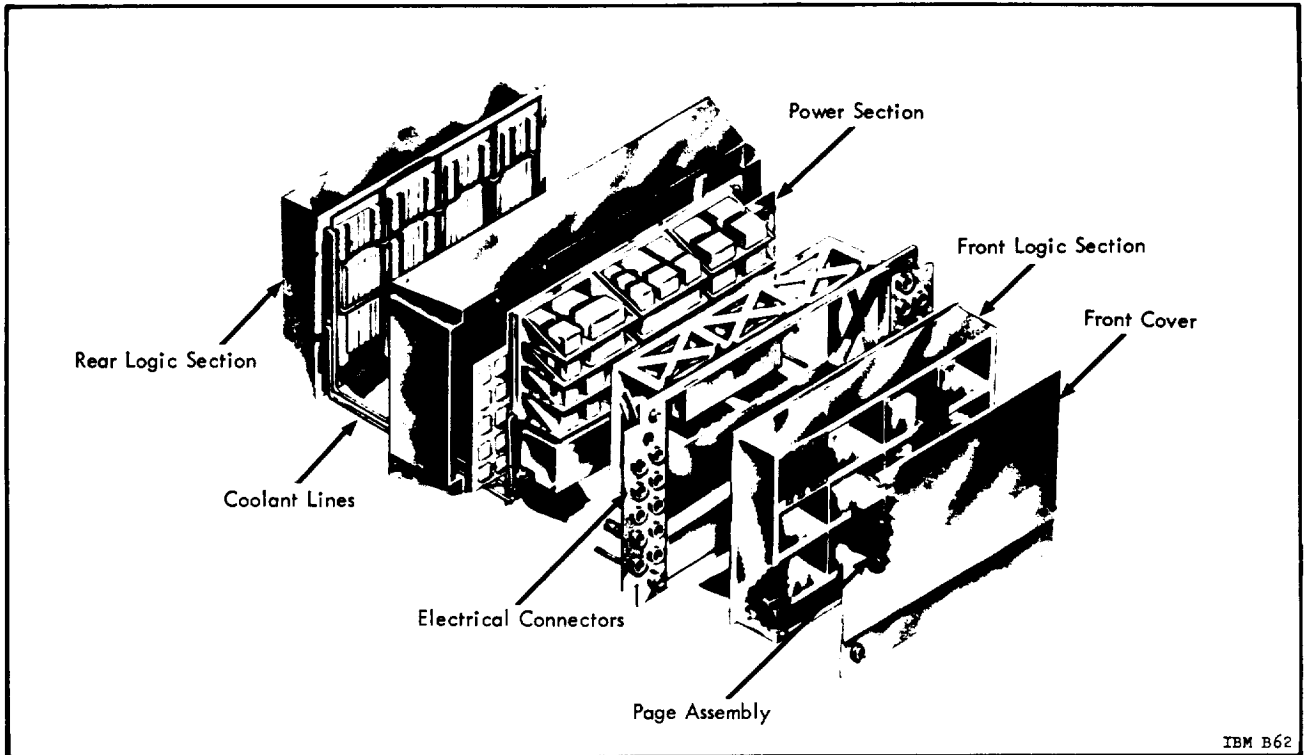 Power Section
Front Logic Section
Front Cover
Rear Logic Section
Coolant Lines
Electrical Connectors
Page Assembly
IBM B62